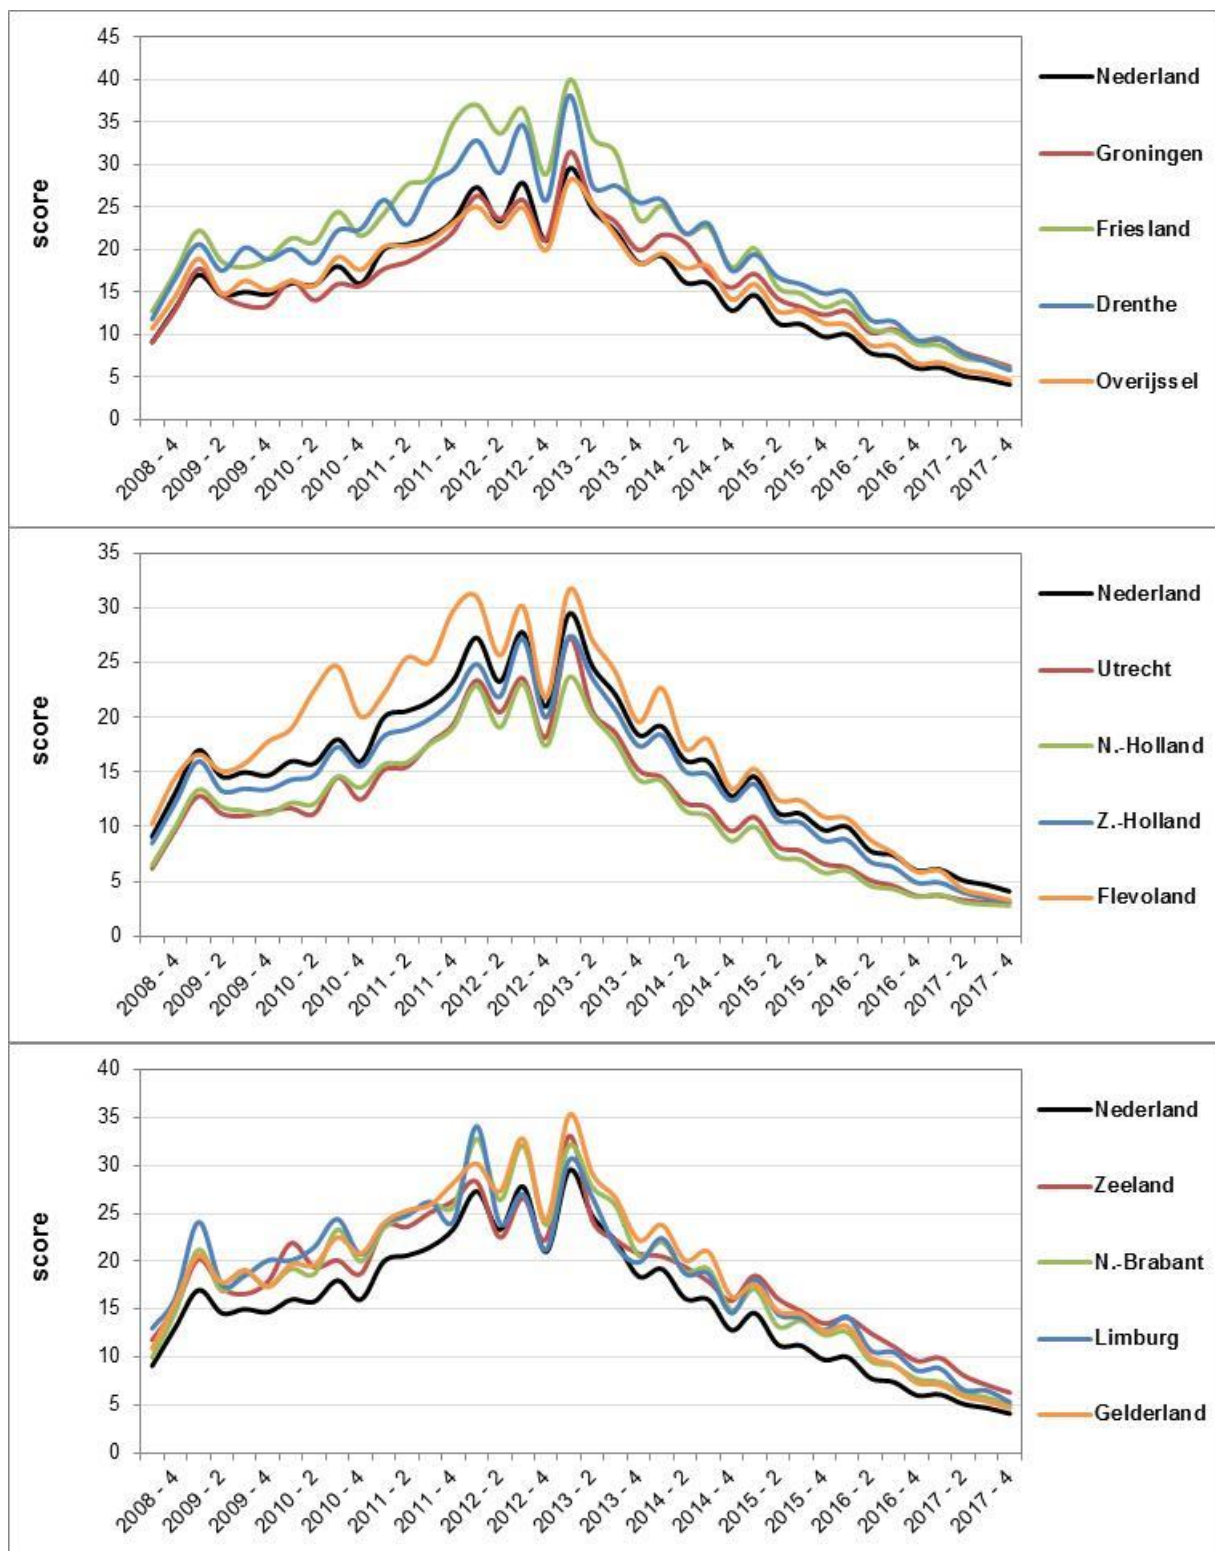 45
40
35
30
25
20
15
10
5
0
score
2008 - 4
2009 - 2
2009 - 4
2010 - 2
2010 - 4
2011 - 2
2011 - 4
2012 - 2
2012 - 4
2013 - 2
2013 - 4
2014 - 2
2014 - 4
2015 - 2
2015 - 4
2016 - 2
2016 - 4
2017 - 2
2017 - 4
Nederland
Groningen
Friesland
Drenthe
Overijssel
35
30
25
20
15
10
5
0
score
2008 - 4
2009 - 2
2009 - 4
2010 - 2
2010 - 4
2011 - 2
2011 - 4
2012 - 2
2012 - 4
2013 - 2
2013 - 4
2014 - 2
2014 - 4
2015 - 2
2015 - 4
2016 - 2
2016 - 4
2017 - 2
2017 - 4
Nederland
Utrecht
N.-Holland
Z.-Holland
Flevoland
40
35
30
25
20
15
10
5
0
score
2008 - 4
2009 - 2
2009 - 4
2010 - 2
2010 - 4
2011 - 2
2011 - 4
2012 - 2
2012 - 4
2013 - 2
2013 - 4
2014 - 2
2014 - 4
2015 - 2
2015 - 4
2016 - 2
2016 - 4
2017 - 2
2017 - 4
Nederland
Zeeland
N.-Brabant
Limburg
Gelderland